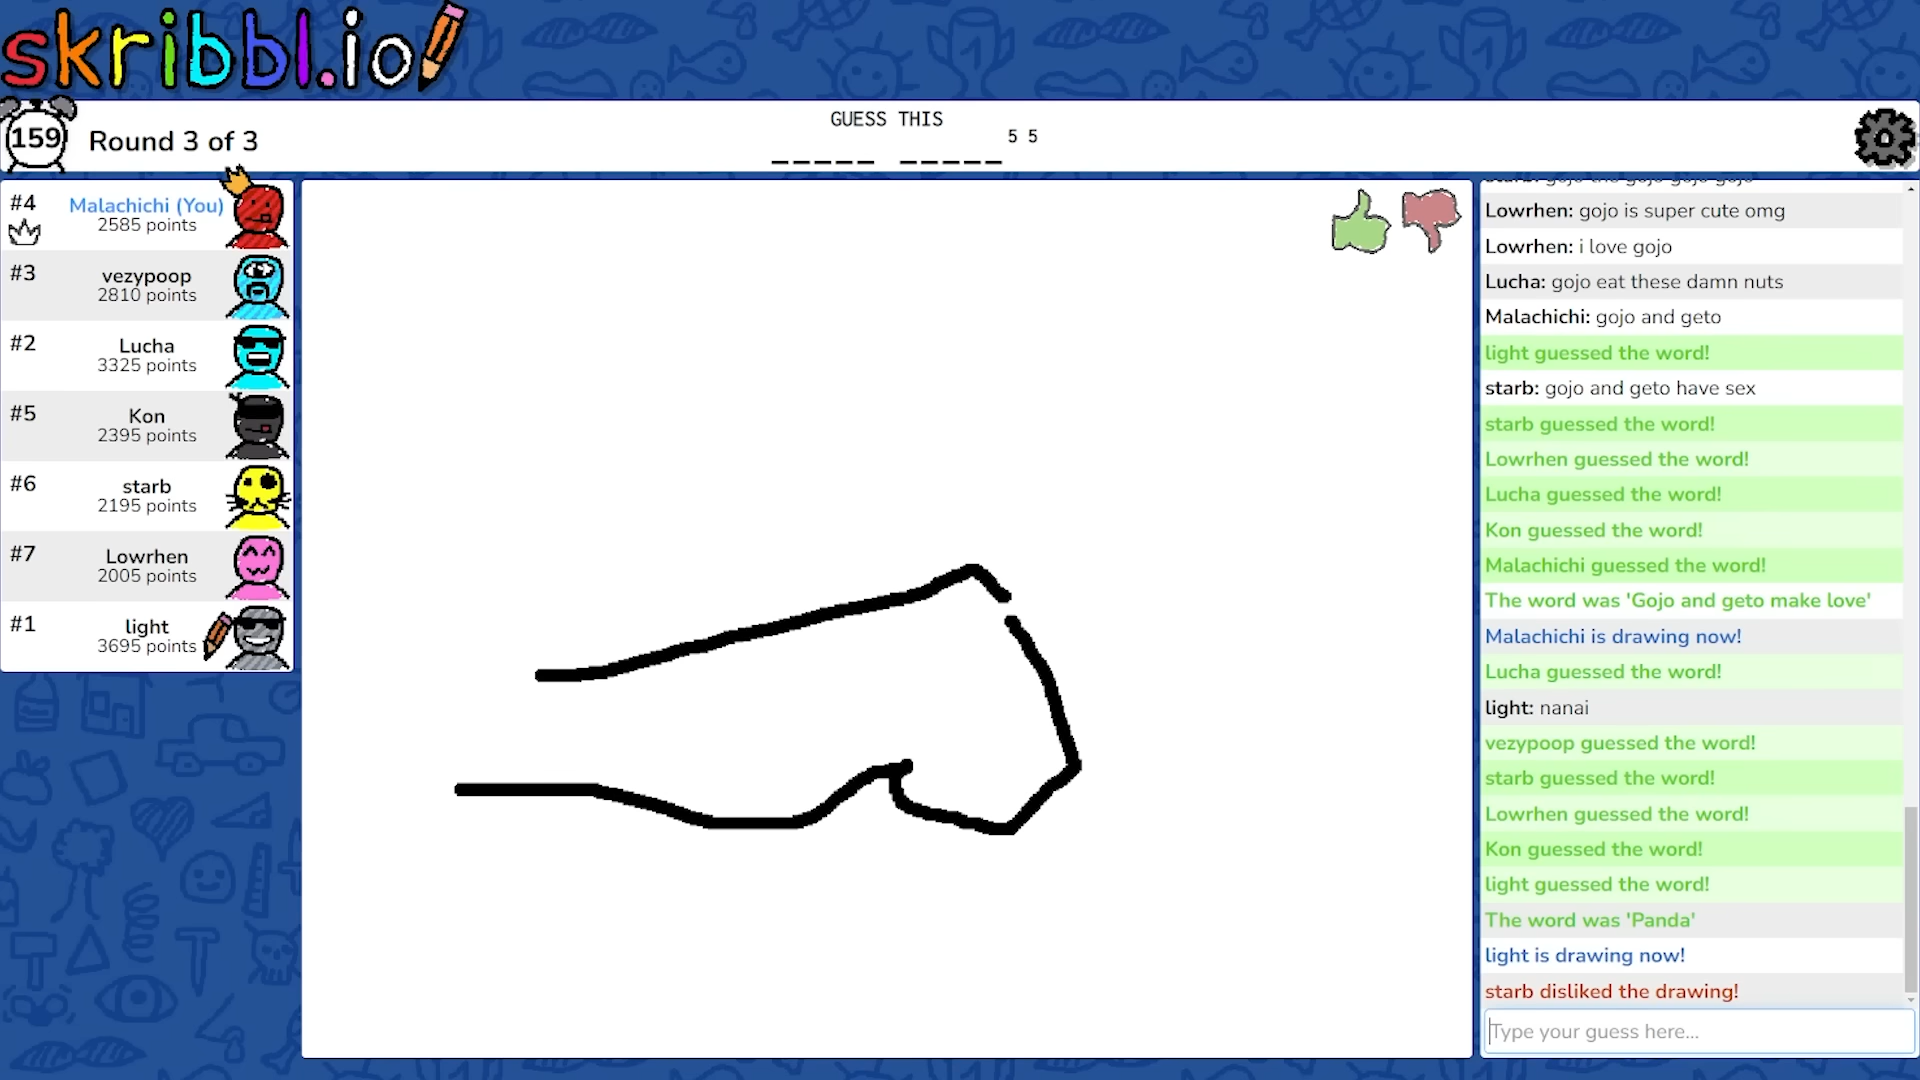 skribbl.io
159
Round 3 of 3
GUESS THIS
_____ _____ 5 5
#4
Malachichi (You)
2585 points
#3
vezypoop
2810 points
#2
Lucha
3325 points
#5
Kon
2395 points
#6
starb
2195 points
#7
Lowrhen
2005 points
#1
light
3695 points
Lowrhen: gojo is super cute omg
Lowrhen: i love gojo
Lucha: gojo eat these damn nuts
Malachichi: gojo and geto
light guessed the word!
starb: gojo and geto have sex
starb guessed the word!
Lowrhen guessed the word!
Lucha guessed the word!
Kon guessed the word!
Malachichi guessed the word!
The word was 'Gojo and geto make love'
Malachichi is drawing now!
Lucha guessed the word!
light: nanai
vezypoop guessed the word!
starb guessed the word!
Lowrhen guessed the word!
Kon guessed the word!
light guessed the word!
The word was 'Panda'
light is drawing now!
starb disliked the drawing!
Type your guess here...